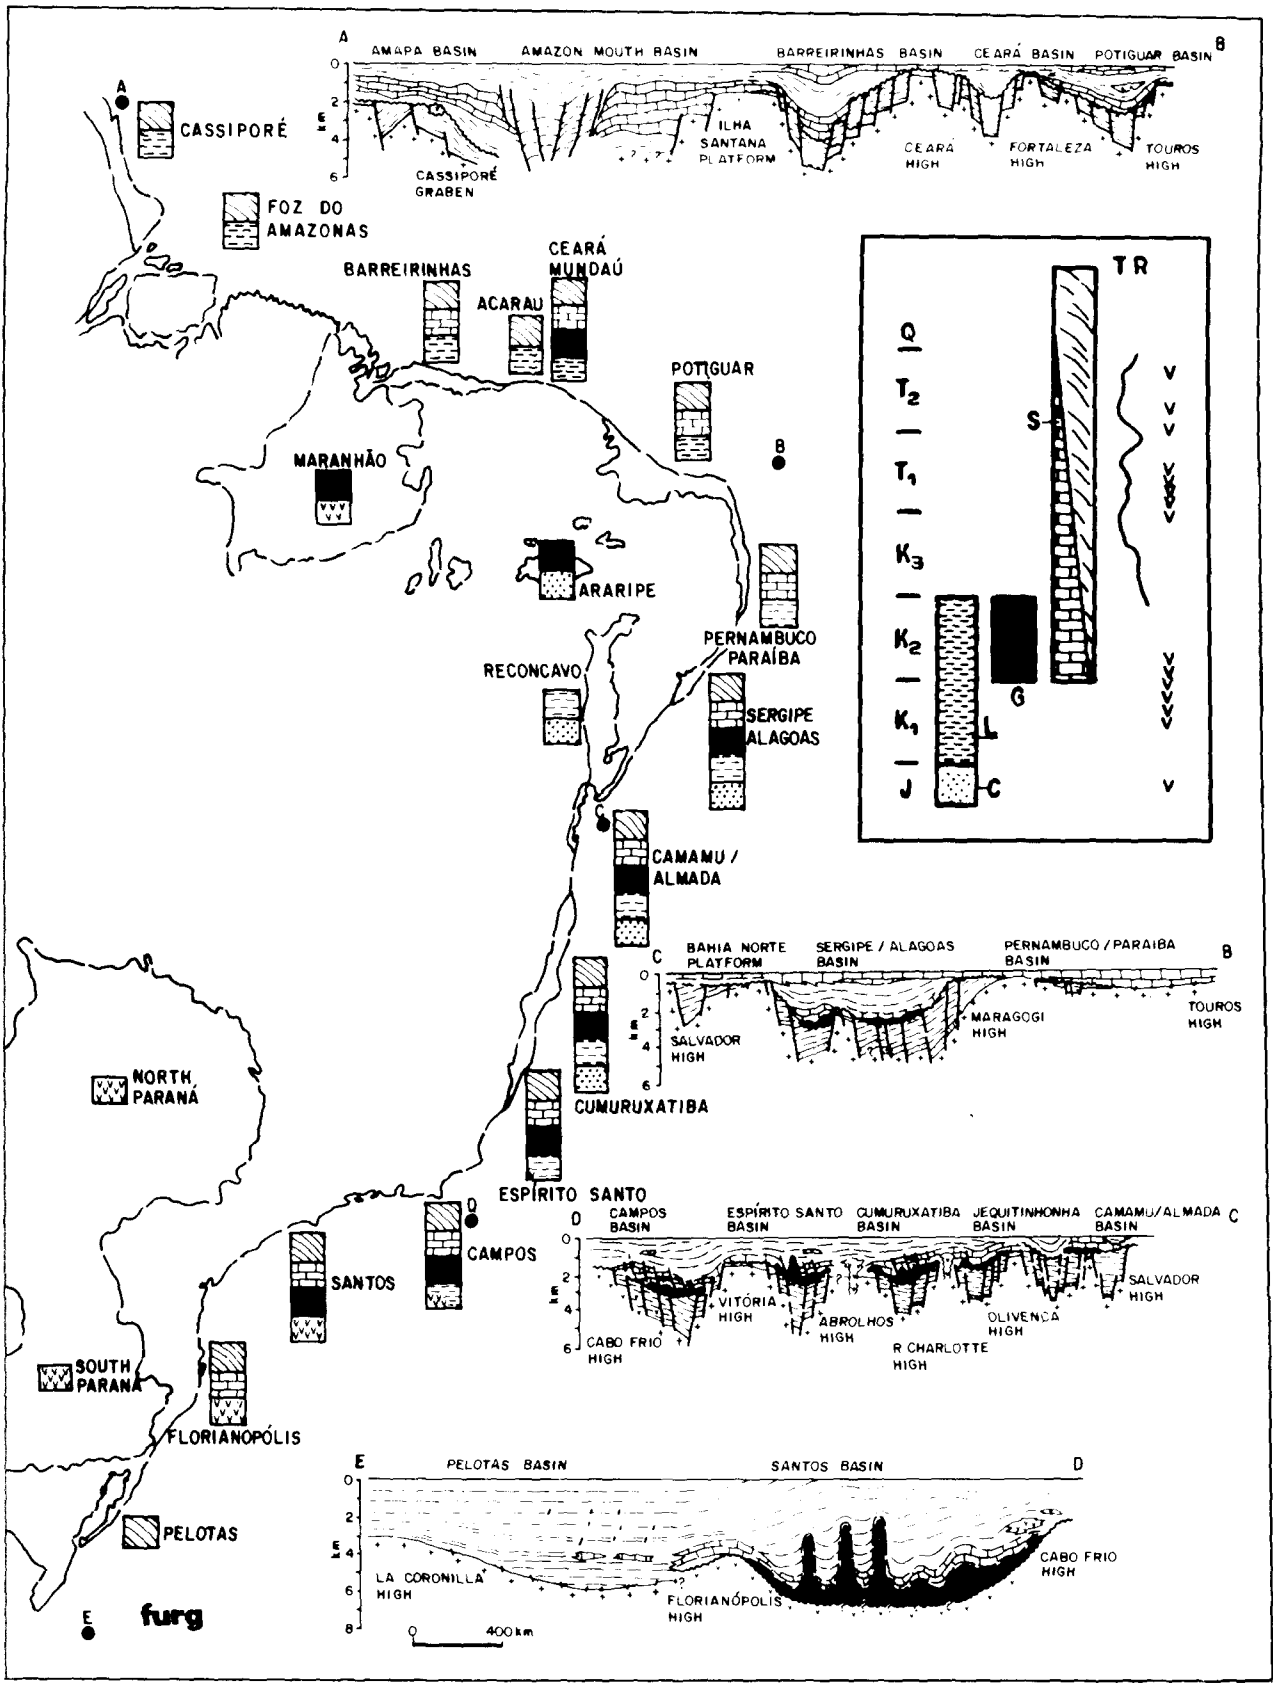 A
AMAPA BASIN
AMAZON MOUTH BASIN
BARREIRINHAS BASIN
CEARÁ BASIN
POTIGUAR BASIN
B
0
2
4
6
km
CASSIPORÉ
GRABEN
ILHA
SANTANA
PLATFORM
CEARÁ
HIGH
FORTALEZA
HIGH
TOUROS
HIGH
A
CASSIPORÉ
FOZ DO
AMAZONAS
BARREIRINHAS
ACARAU
CEARÁ
MUNDAÚ
POTIGUAR
B
MARANHÃO
ARARIPE
PERNAMBUCO
PARAÍBA
RECONCAVO
SERGIPE
ALAGOAS
C
CAMAMU /
ALMADA
TR
Q
T2
S
T1
K3
K2
G
K1
L
J
C
C
BAHIA NORTE
PLATFORM
SERGIPE / ALAGOAS
BASIN
PERNAMBUCO / PARAIBA
BASIN
B
0
2
4
6
km
SALVADOR
HIGH
MARAGOGI
HIGH
TOUROS
HIGH
NORTH
PARANÁ
CUMURUXATIBA
ESPÍRITO SANTO
D
CAMPOS
SANTOS
SOUTH
PARANÁ
FLORIANOPÓLIS
PELOTAS
E
furg
D
CAMPOS
BASIN
ESPÍRITO SANTO
BASIN
CUMURUXATIBA
BASIN
JEQUITINHONHA
BASIN
CAMAMU/ALMADA
BASIN
C
0
2
4
6
km
CABO FRIO
HIGH
VITÓRIA
HIGH
ABROLHOS
HIGH
R CHARLOTTE
HIGH
OLIVENÇA
HIGH
SALVADOR
HIGH
E
PELOTAS BASIN
SANTOS BASIN
D
0
2
4
6
8
km
LA CORONILLA
HIGH
FLORIANÓPOLIS
HIGH
CABO FRIO
HIGH
0 400km